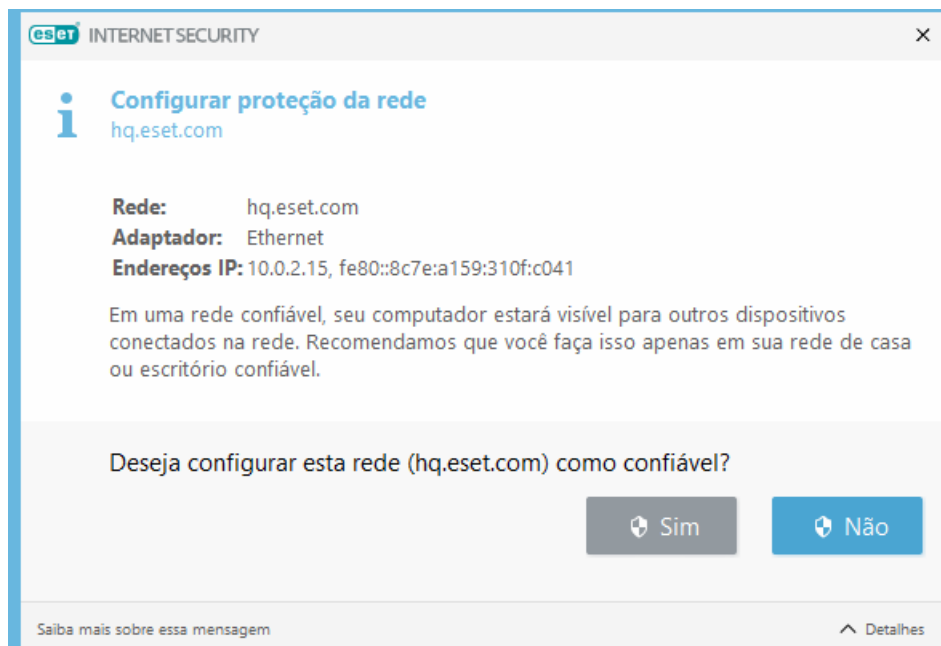 eset INTERNET SECURITY
Configurar proteção da rede
hq.eset.com
Rede: hq.eset.com
Adaptador: Ethernet
Endereços IP: 10.0.2.15, fe80::8c7e:a159:310f:c041
Em uma rede confiável, seu computador estará visível para outros dispositivos
conectados na rede. Recomendamos que você faça isso apenas em sua rede de casa
ou escritório confiável.
Deseja configurar esta rede (hq.eset.com) como confiável?
Sim Não
Saiba mais sobre essa mensagem Detalhes